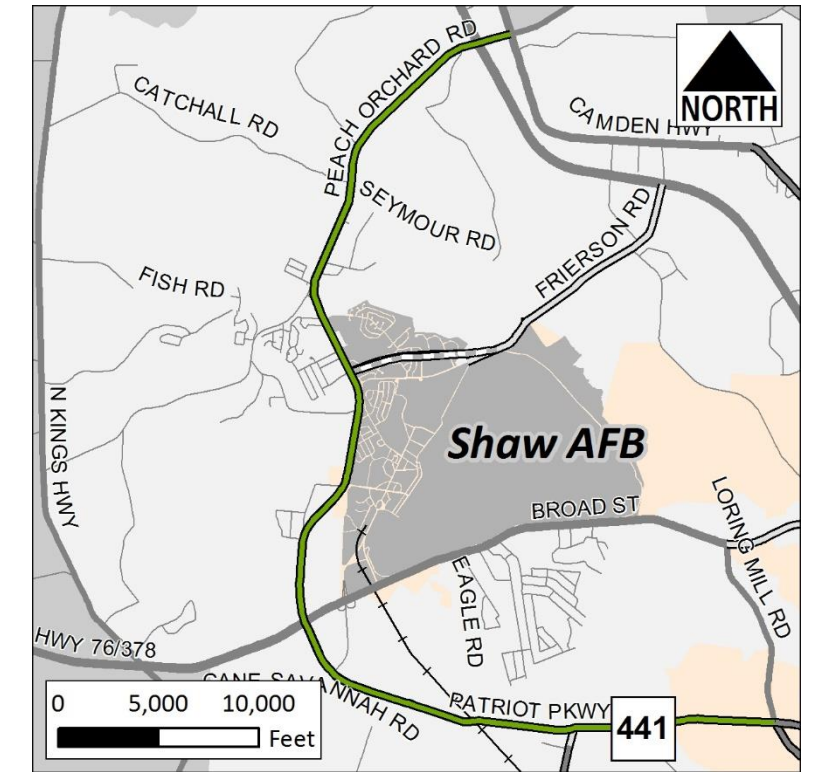 PEACH ORCHARD RD
NORTH
CATCHALL RD
CAMDEN HWY
SEYMOUR RD
FRIERSON RD
FISH RD
N KINGS HWY
Shaw AFB
BROAD ST
LORING MILL RD
EAGLE RD
HWY 76/378
CANE SAVANNAH RD
PATRIOT PKWY
441
0 5,000 10,000
Feet